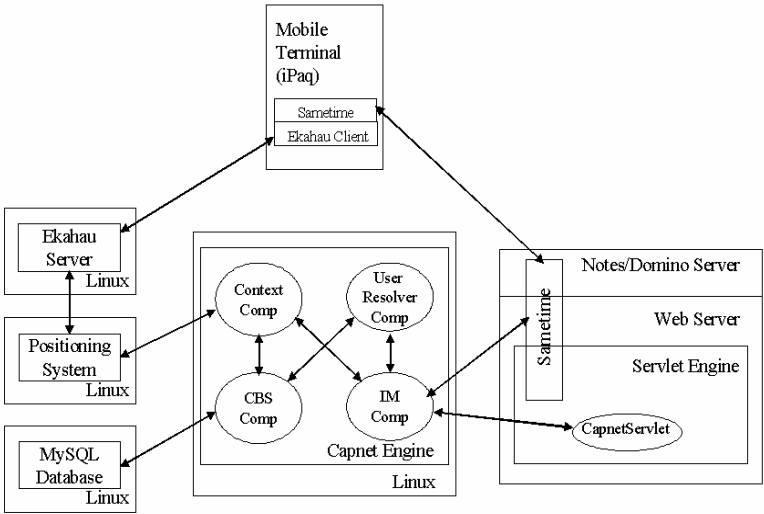 Mobile
Terminal
(iPaq)
Sametime
Ekahau Client
Ekahau
Server
Linux
Positioning
System
Linux
MySQL
Database
Linux
Context
Comp
User
Resolver
Comp
CBS
Comp
IM
Comp
Capnet Engine
Linux
Notes/Domino Server
Web Server
Sametime
Servlet Engine
CapnetServlet